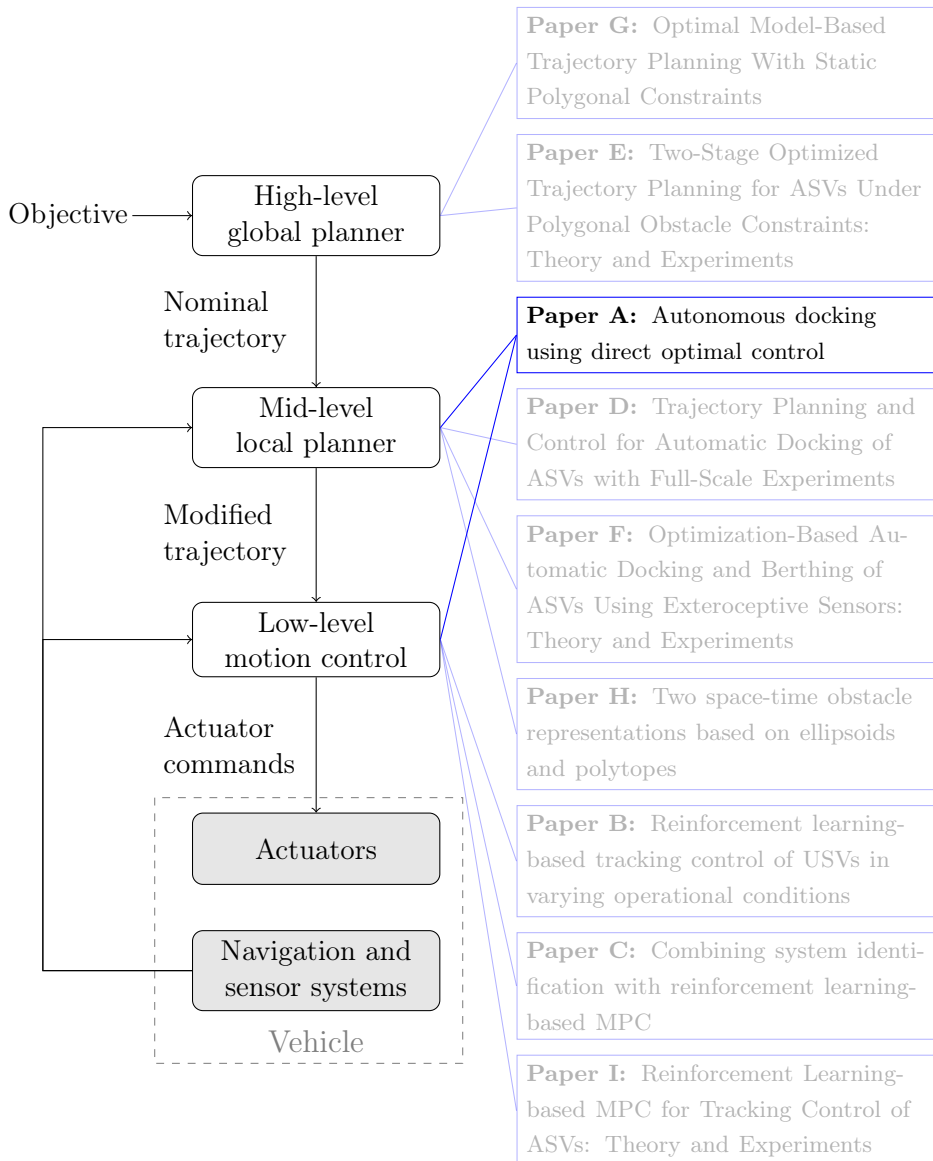 Objective
High-level
global planner
Nominal
trajectory
Mid-level
local planner
Modified
trajectory
Low-level
motion control
Actuator
commands
Actuators
Navigation and
sensor systems
Vehicle
Paper G: Optimal Model-Based
Trajectory Planning With Static
Polygonal Constraints
Paper E: Two-Stage Optimized
Trajectory Planning for ASVs Under
Polygonal Obstacle Constraints:
Theory and Experiments
Paper A: Autonomous docking
using direct optimal control
Paper D: Trajectory Planning and
Control for Automatic Docking of
ASVs with Full-Scale Experiments
Paper F: Optimization-Based Au-
tomatic Docking and Berthing of
ASVs Using Exteroceptive Sensors:
Theory and Experiments
Paper H: Two space-time obstacle
representations based on ellipsoids
and polytopes
Paper B: Reinforcement learning-
based tracking control of USVs in
varying operational conditions
Paper C: Combining system identi-
fication with reinforcement learning-
based MPC
Paper I: Reinforcement Learning-
based MPC for Tracking Control of
ASVs: Theory and Experiments